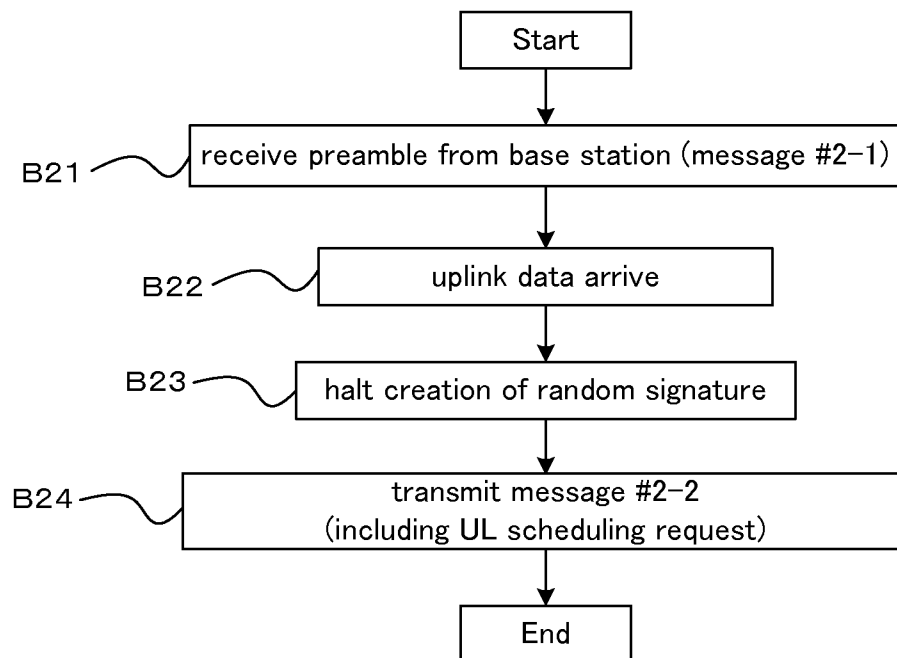 Start
B21
receive preamble from base station (message #2-1)
B22
uplink data arrive
B23
halt creation of random signature
B24
transmit message #2-2
(including UL scheduling request)
End